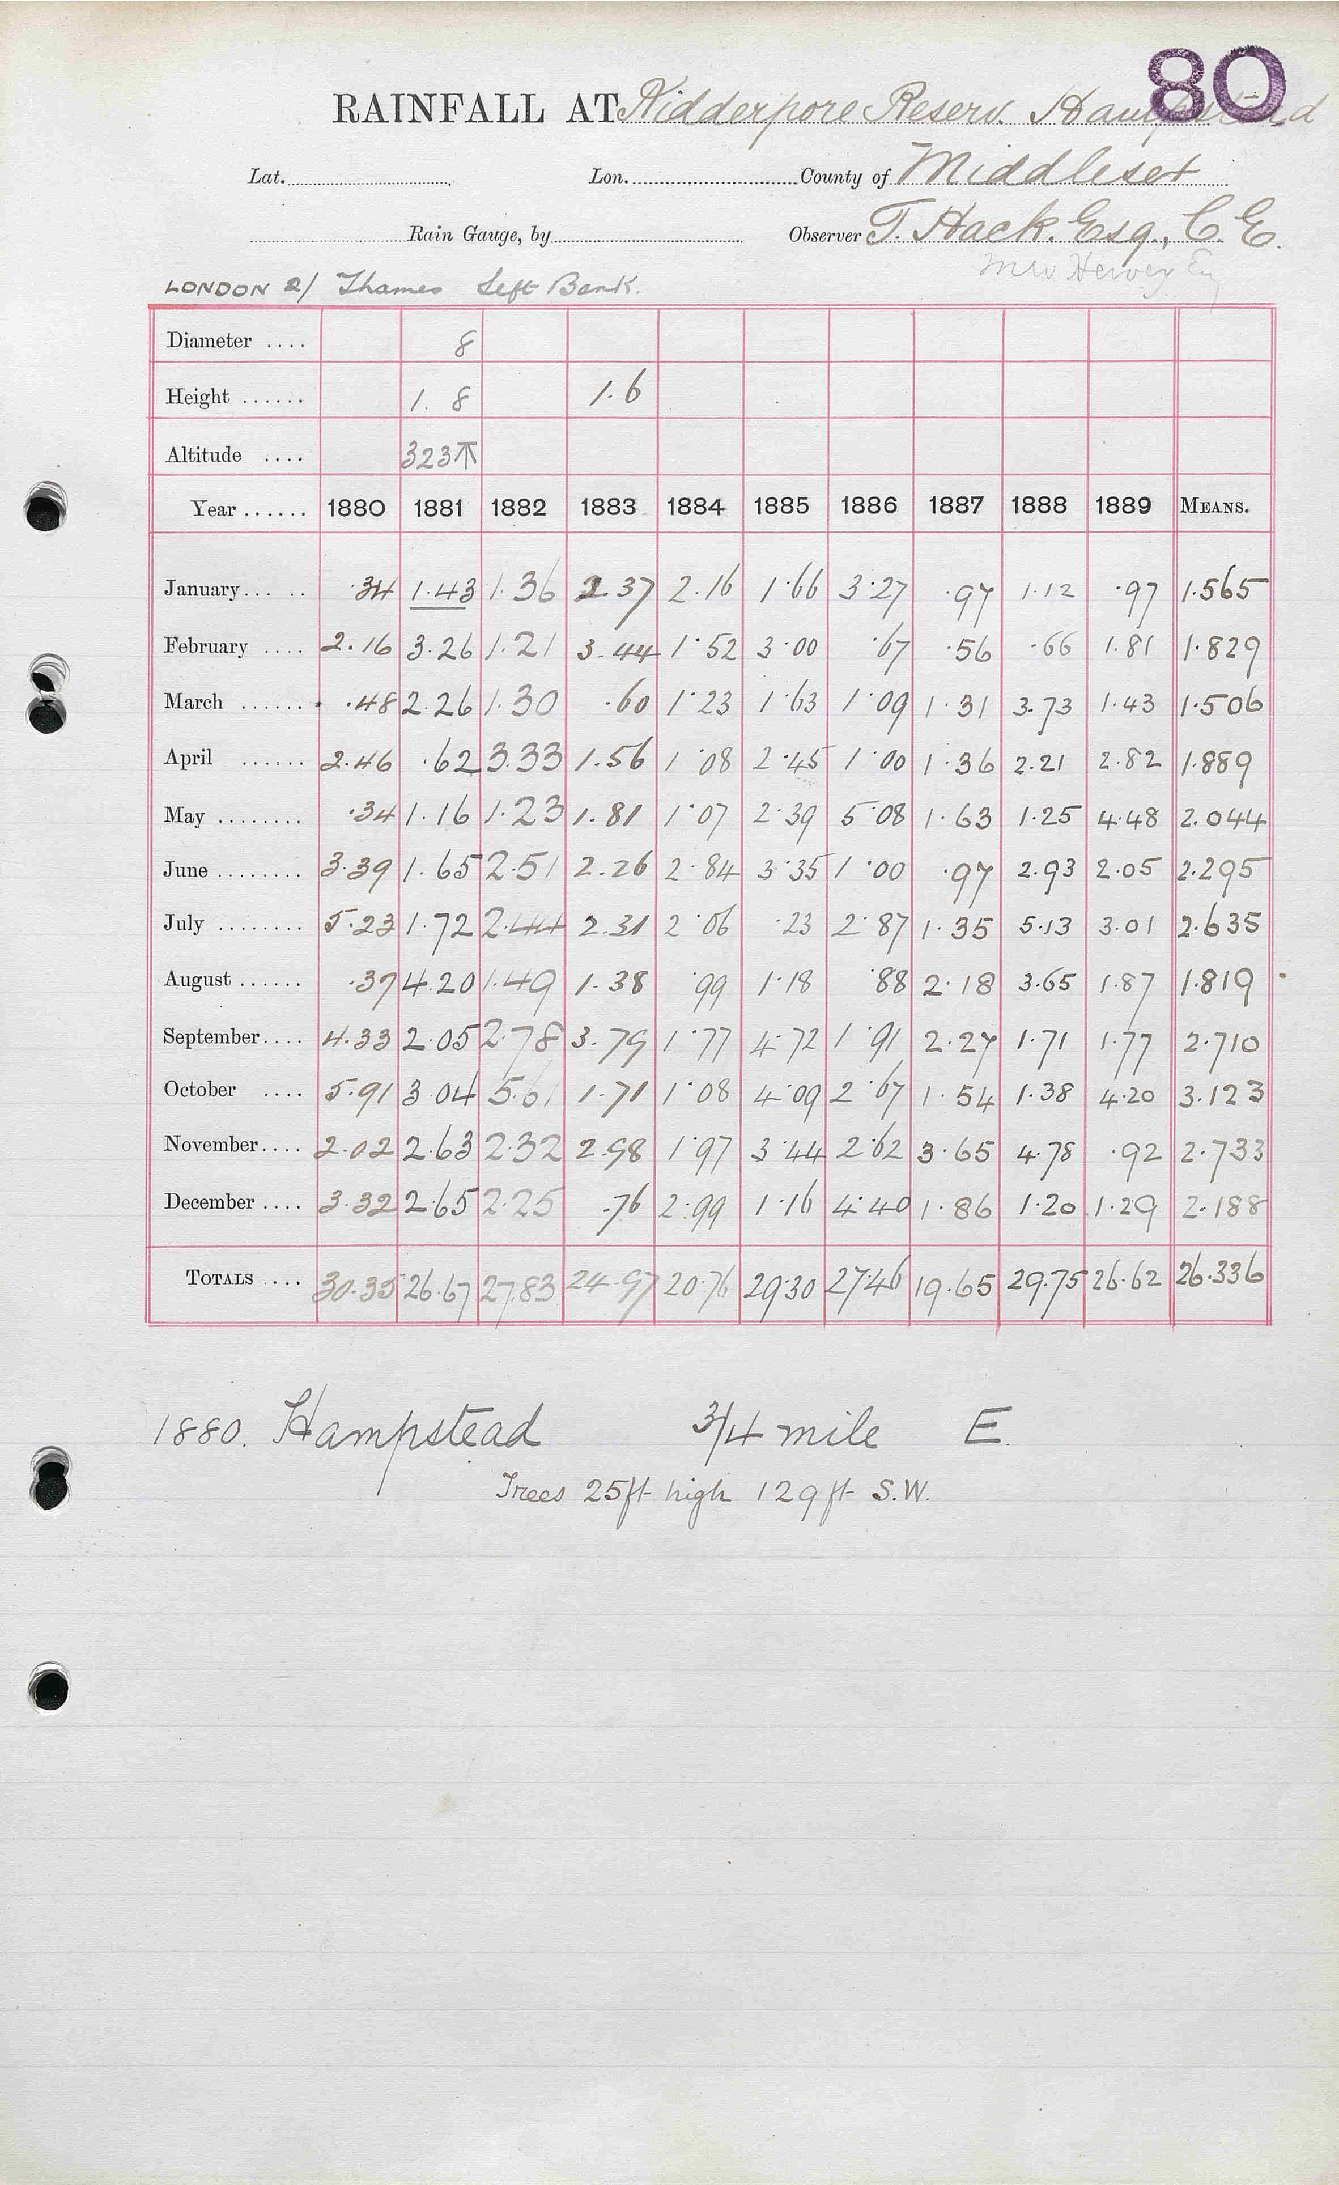 80
RAINFALL AT Kidderpore Reserv. Hampstead
Lat. Lon. County of Middlesex
Rain Gauge, by Observer T. Hack. Esq., C.E.
Hervey
LONDON 2/ Thames Left Bank.
Diameter .... 8
Height ...... 1. 8 1.6
Altitude .... 323
Year ...... 1880 1881 1882 1883 1884 1885 1886 1887 1888 1889 MEANS.
January... .. .34 1.43 1.36 2.37 2.16 1.66 3.27 .97 1.12 .97 1.565
February .... 2.16 3.26 1.21 3.44 1.52 3.00 .67 .56 .66 1.81 1.829
March ...... .48 2.26 1.30 .60 1.23 1.63 1.09 1.31 3.73 1.43 1.506
April ...... 2.46 .62 3.33 1.56 1.08 2.45 1.00 1.36 2.21 2.82 1.889
May ........ .34 1.16 1.23 1.81 1.07 2.39 5.08 1.63 1.25 4.48 2.044
June ........ 3.39 1.65 2.51 2.26 2.84 3.35 1.00 .97 2.93 2.05 2.295
July ........ 5.23 1.72 2.44 2.31 2.06 .23 2.87 1.35 5.13 3.01 2.635
August ...... .37 4.20 1.49 1.38 .99 1.18 .88 2.18 3.65 1.87 1.819
September.... 4.33 2.05 2.78 3.79 1.77 4.72 1.91 2.27 1.71 1.77 2.710
October .... 5.91 3.04 5.61 1.71 1.08 4.09 2.67 1.54 1.38 4.20 3.123
November.... 2.02 2.63 2.32 2.98 1.97 3.44 2.62 3.65 4.78 .92 2.733
December .... 3.32 2.65 2.25 .76 2.99 1.16 4.40 1.86 1.20 1.29 2.188
TOTALS .... 30.35 26.67 27.83 24.97 20.76 29.30 27.46 19.65 29.75 26.62 26.336
1880. Hampstead 3/4 mile E.
Trees 25ft high 129ft S.W.